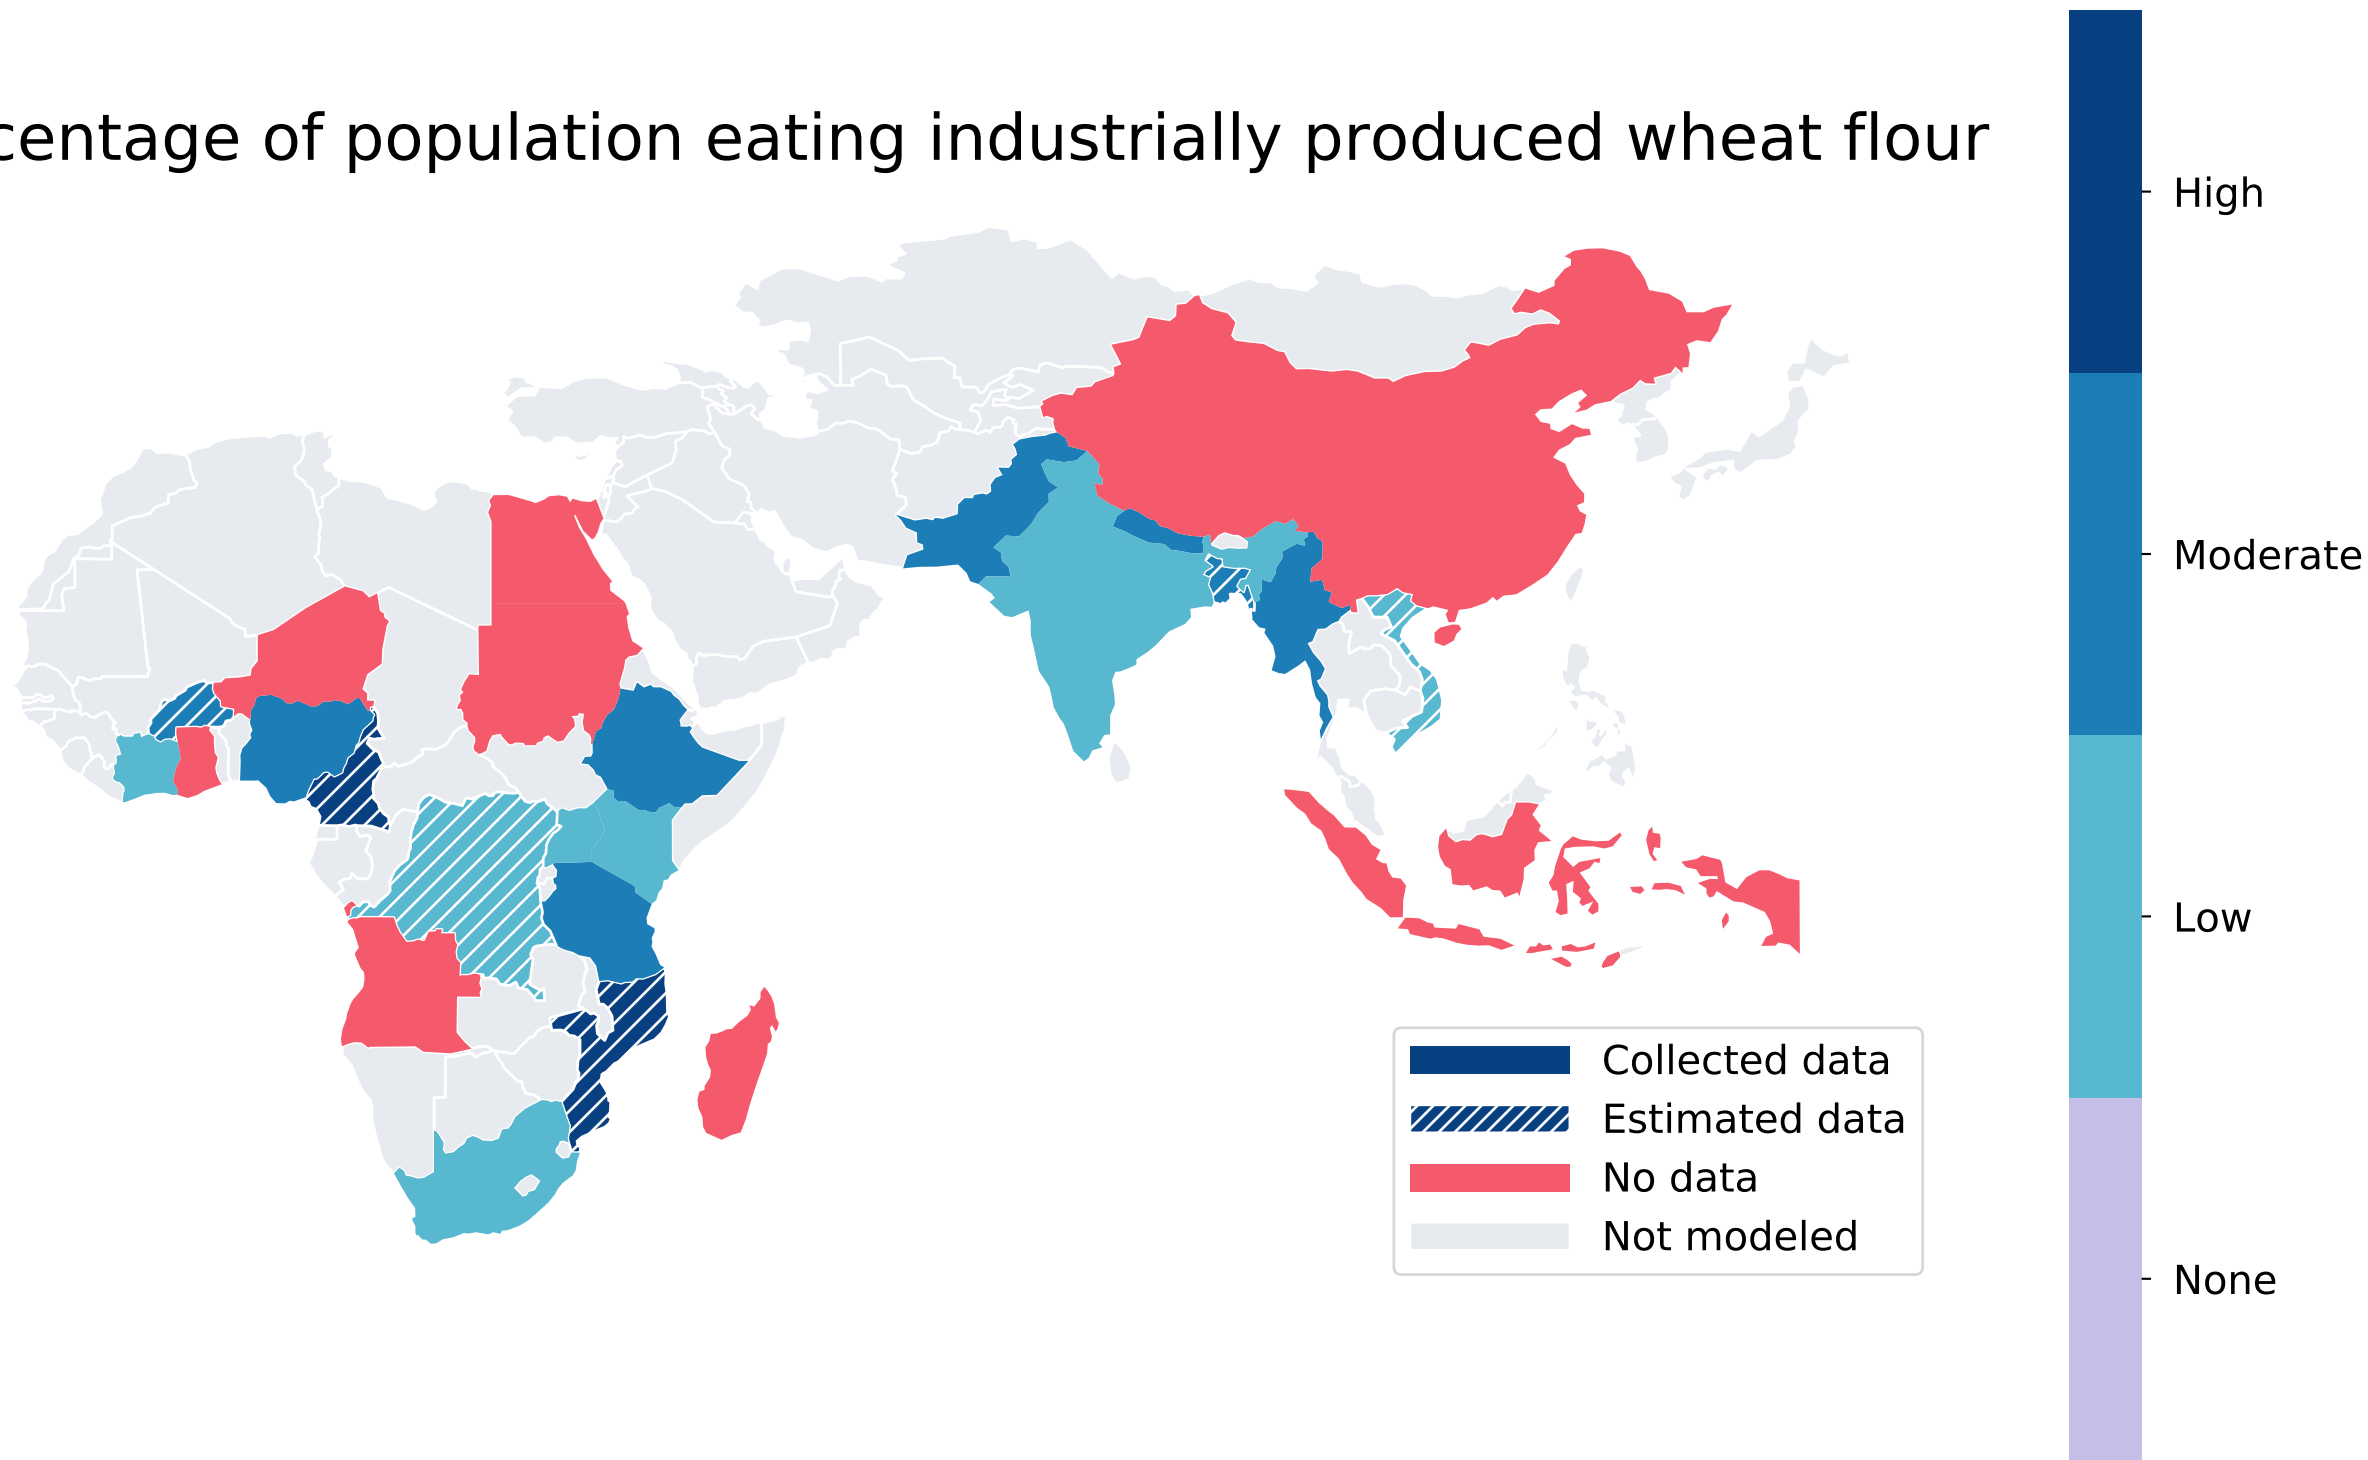 centage of population eating industrially produced wheat flour
High
Moderate
Low
None
Collected data
Estimated data
No data
Not modeled